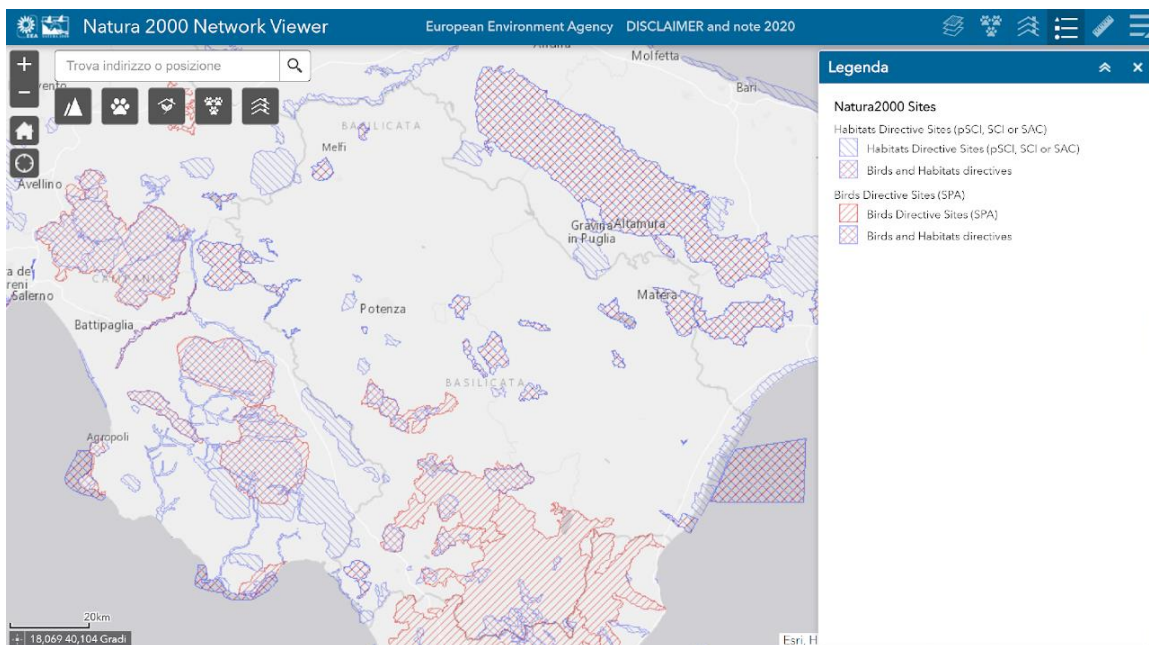 Natura 2000 Network Viewer
European Environment Agency DISCLAIMER and note 2020
EEA
Trova indirizzo o posizione
Molfetta
Bari
BASILICATA
Melfi
Avellino
Gravina
in Puglia
Altamura
CAMPANIA
Salerno
Matera
Potenza
Battipaglia
BASILICATA
Agropoli
20km
18,069 40,104 Gradi
Esri, H
Legenda
Natura2000 Sites
Habitats Directive Sites (pSCI, SCI or SAC)
Habitats Directive Sites (pSCI, SCI or SAC)
Birds and Habitats directives
Birds Directive Sites (SPA)
Birds Directive Sites (SPA)
Birds and Habitats directives